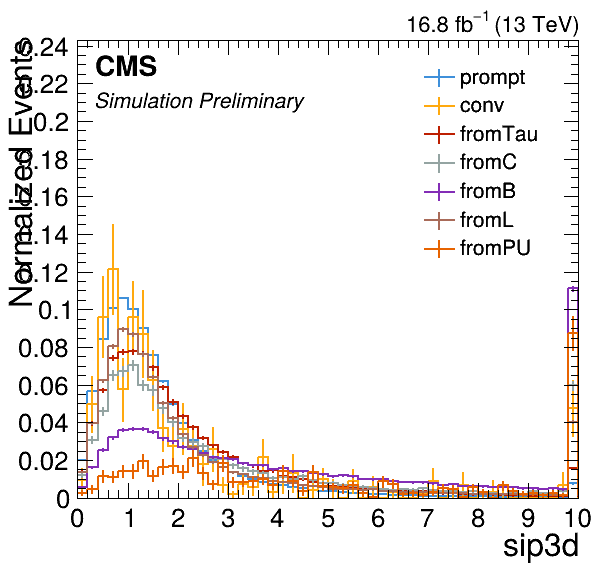 16.8 fb⁻¹ (13 TeV)
CMS
Simulation Preliminary
prompt
conv
fromTau
fromC
fromB
fromL
fromPU
Normalized Events
0.24
0.22
0.2
0.18
0.16
0.14
0.12
0.1
0.08
0.06
0.04
0.02
0
0 1 2 3 4 5 6 7 8 9 10
sip3d